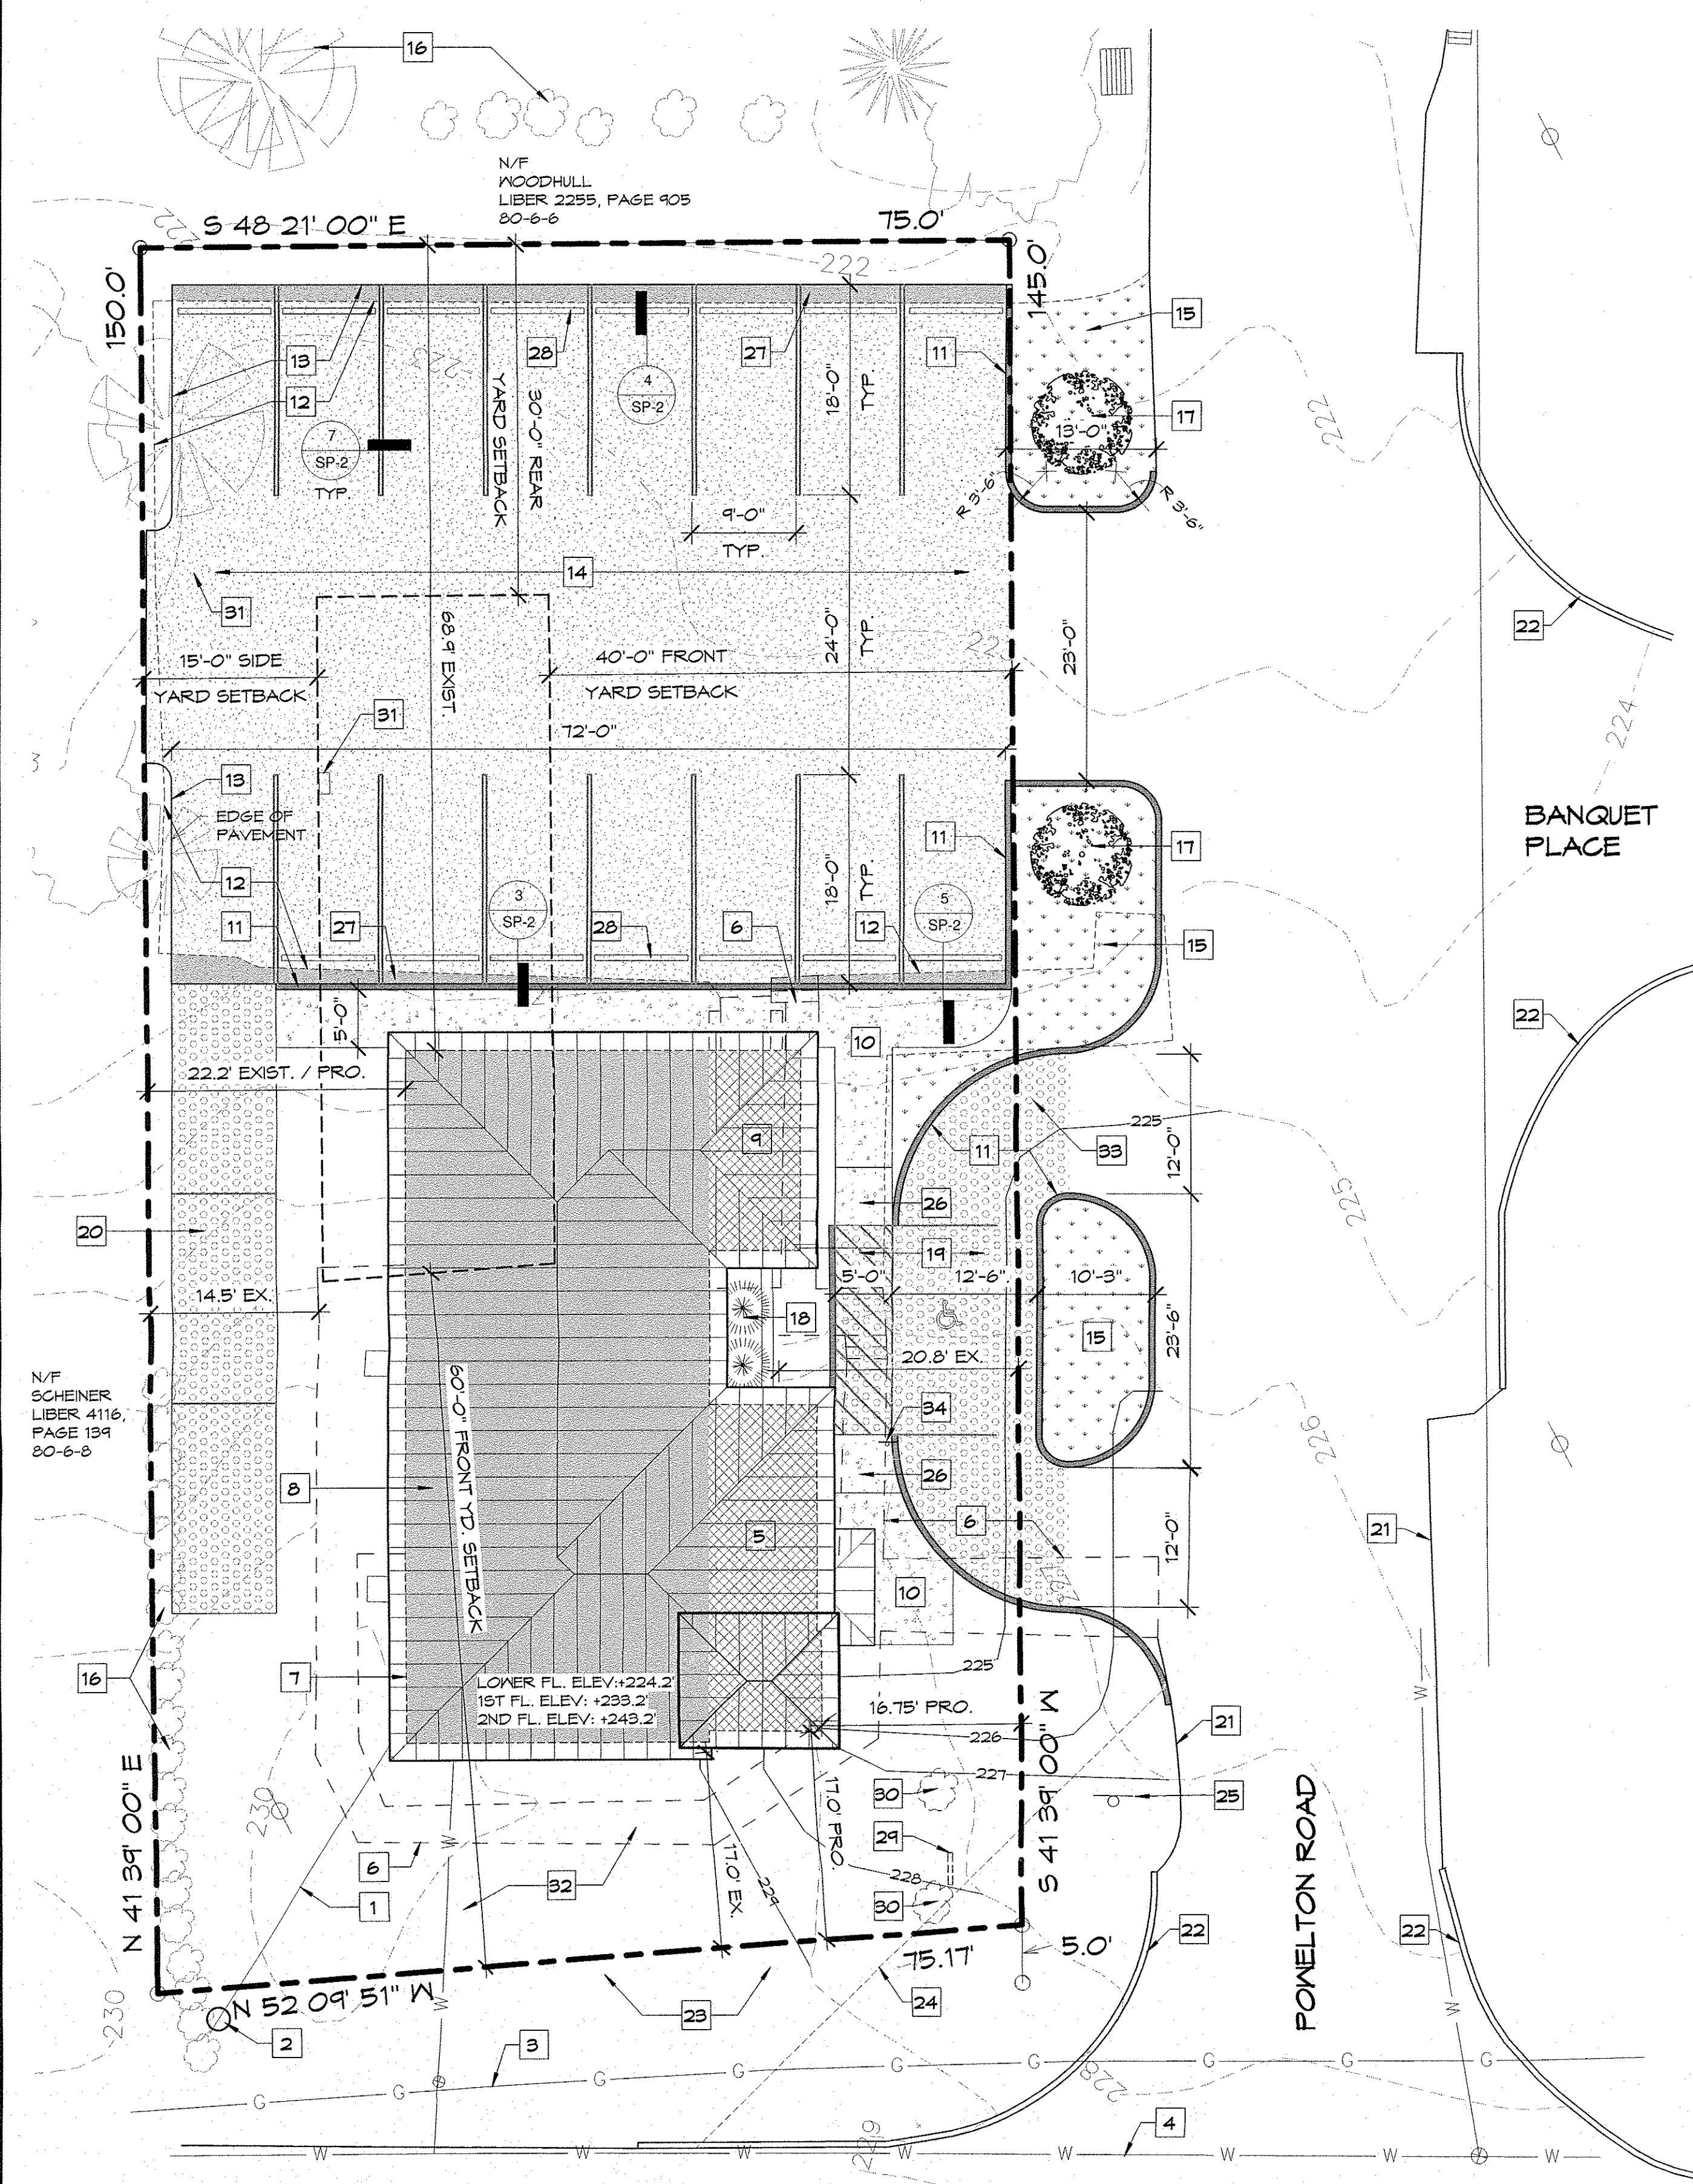 16
N/F
WOODHULL
LIBER 2255, PAGE 905
80-6-6
S 48 21' 00" E
75.0'
222
222
150.0'
145.0'
15
13
28
27
11
223
12
4
SP-2
18'-0"
TYP.
222
17
13'-0"
7
SP-2
TYP.
30'-0" REAR
YARD SETBACK
R 3'-6"
R 3'-6"
9'-0"
TYP.
14
31
22
68.9' EXIST.
24'-0"
TYP.
23'-0"
15'-0" SIDE
YARD SETBACK
40'-0" FRONT
YARD SETBACK
31
72'-0"
224
13
EDGE OF
PAVEMENT
BANQUET
PLACE
11
17
12
18'-0"
TYP.
3
SP-2
5
SP-2
11
27
28
6
12
15
5'-0"
10
22
22.2' EXIST. / PRO.
9
11
33
225
12'-0"
20
26
225
19
14.5' EX.
5'-0"
12'-6"
10'-3"
18
15
23'-6"
20.8' EX.
N/F
SCHEINER
LIBER 4116,
PAGE 139
80-6-8
60'-0" FRONT YD. SETBACK
34
226
8
26
5
6
21
12'-0"
10
16
7
LOWER FL. ELEV:+224.2'
1ST FL. ELEV: +233.2'
2ND FL. ELEV: +243.2'
225
W
16.75' PRO.
226
21
227
N 41 39' 00" E
S 41 39' 00" W
POWELTON ROAD
230
30
25
17.0' PRO.
W
29
6
17.0' EX.
1
32
229
228
30
22
22
75.17'
5.0'
230
N 52 09' 51" W
W
24
23
W
2
3
G
G
G
G
G
G
G
G
G
228
229
4
W
W
W
W
W
W
W
W